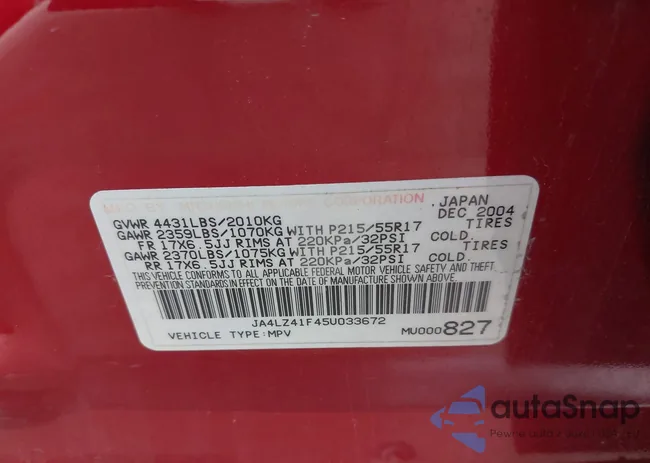 CORPORATION JAPAN
GVWR 4431LBS/2010KG DEC 2004
GAWR 2359LBS/1070KG WITH P215/55R17 TIRES
FR 17X6.5JJ RIMS AT 220KPa/32PSI COLD.
GAWR 2370LBS/1075KG WITH P215/55R17 TIRES
RR 17X6.5JJ RIMS AT 220KPa/32PSI COLD.
THIS VEHICLE CONFORMS TO ALL APPLICABLE FEDERAL MOTOR VEHICLE SAFETY AND THEFT
PREVENTION STANDARDS IN EFFECT ON THE DATE OF MANUFACTURE SHOWN ABOVE.
JA4LZ41F45U033672
VEHICLE TYPE:MPV MU000827
autoSnap